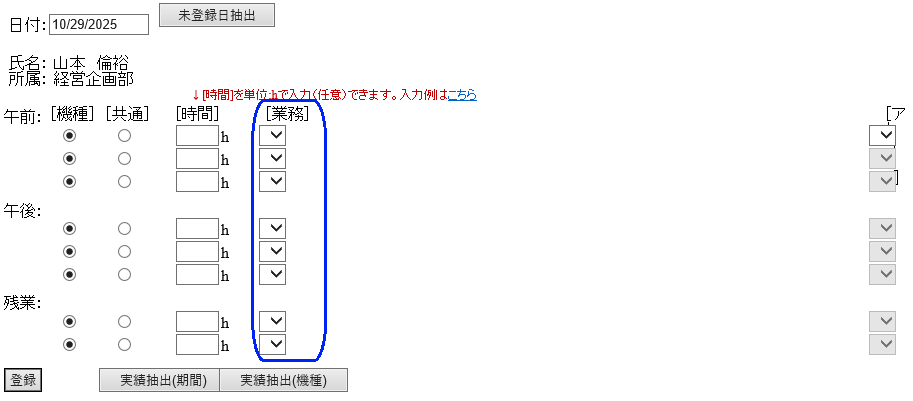 日付: 10/29/2025 未登録日抽出
氏名: 山本 倫裕
所属: 経営企画部
↓[時間]を単位:hで入力(任意)できます。入力例はこちら
午前: [機種] [共通] [時間] [業務] [ア
h
h
h ]
午後:
h
h
h
残業:
h
h
登録 実績抽出(期間) 実績抽出(機種)